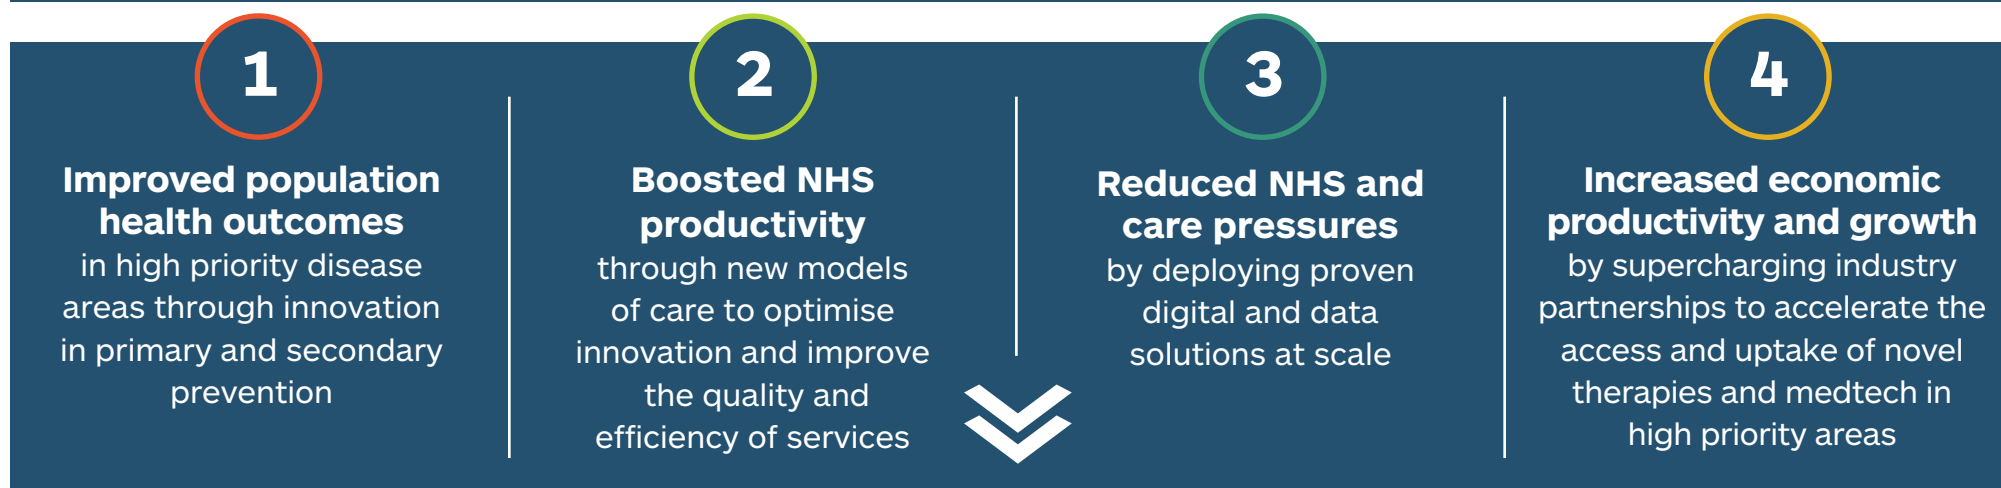 1
Improved population
health outcomes
in high priority disease
areas through innovation
in primary and secondary
prevention
2
Boosted NHS
productivity
through new models
of care to optimise
innovation and improve
the quality and
efficiency of services
3
Reduced NHS and
care pressures
by deploying proven
digital and data
solutions at scale
4
Increased economic
productivity and growth
by supercharging industry
partnerships to accelerate the
access and uptake of novel
therapies and medtech in
high priority areas